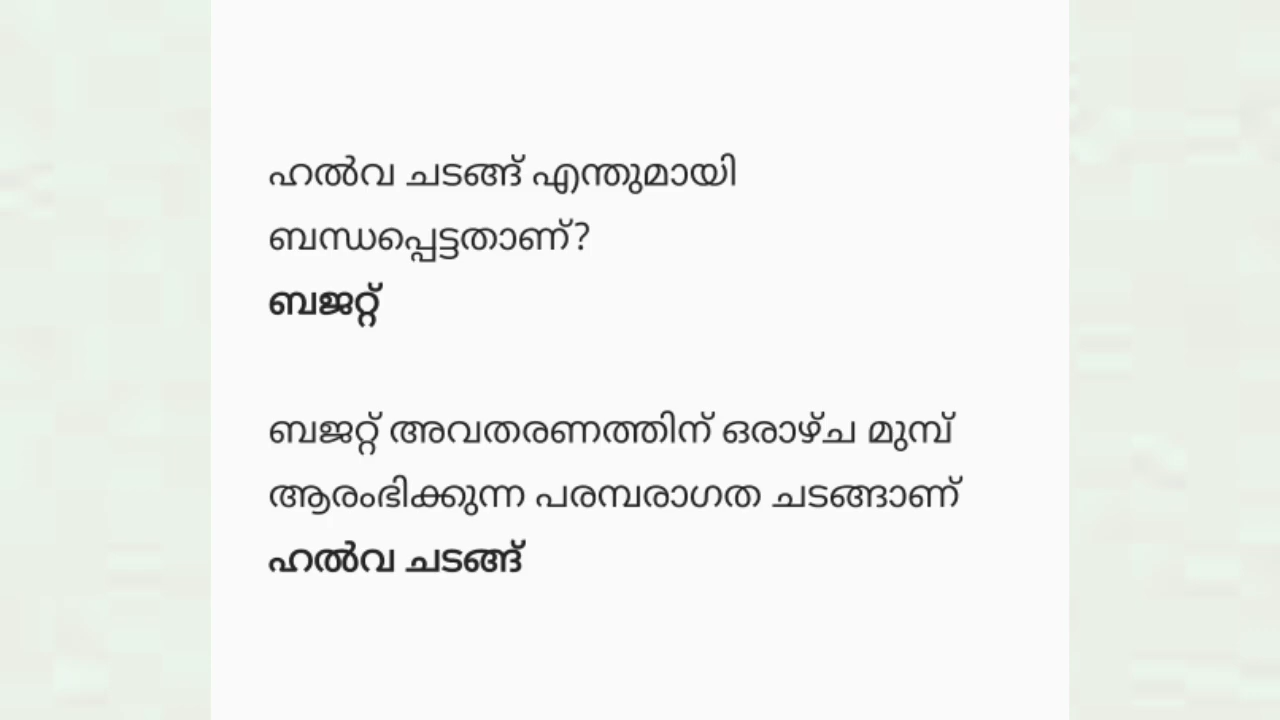 ഹൽവ ചടങ്ങ് എന്തുമായി
ബന്ധപ്പെട്ടതാണ്?
ബജറ്റ്
ബജറ്റ് അവതരണത്തിന് ഒരാഴ്ച മുമ്പ്
ആരംഭിക്കുന്ന പരമ്പരാഗത ചടങ്ങാണ്
ഹൽവ ചടങ്ങ്